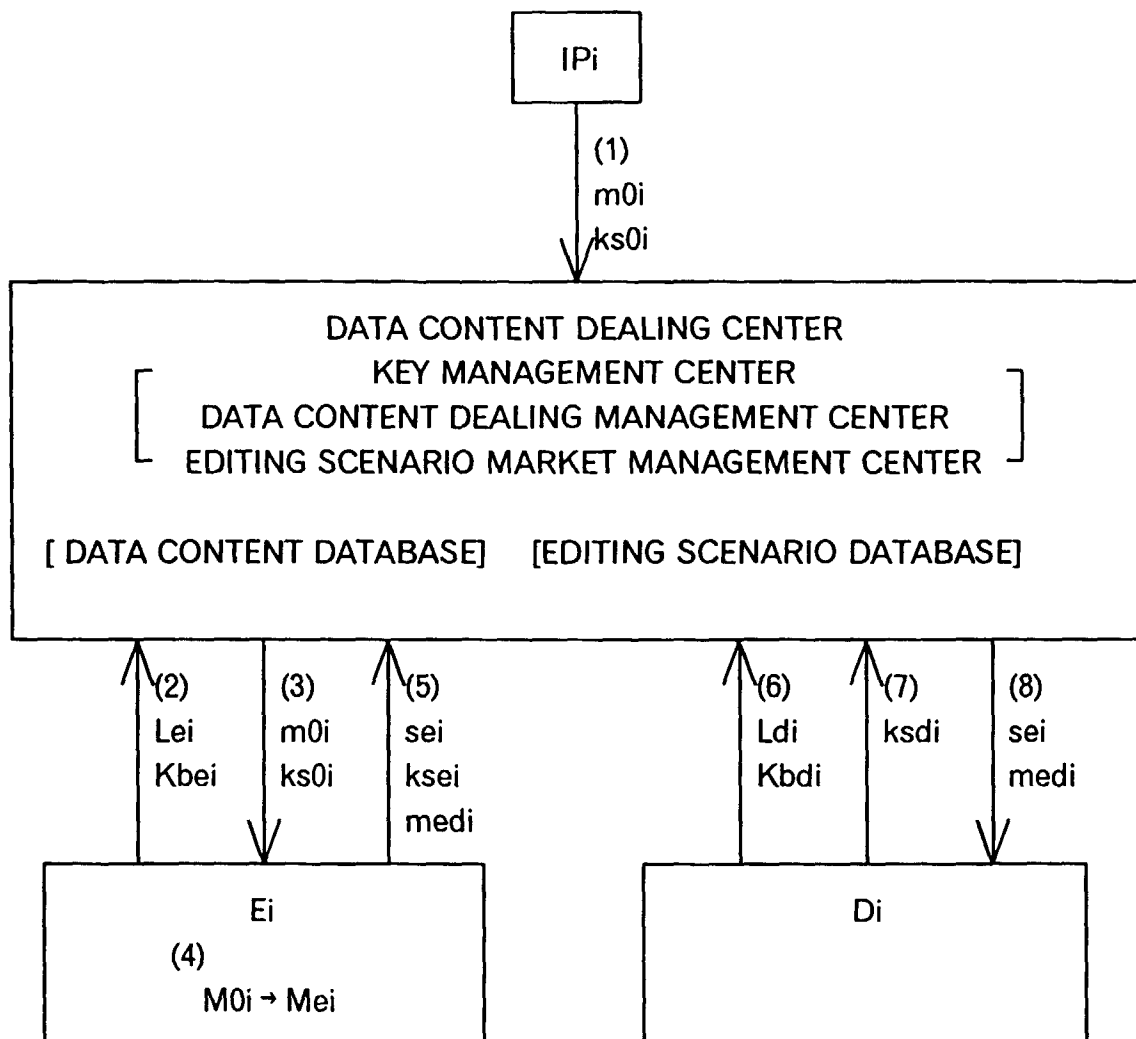 IPi
(1)
m0i
ks0i
DATA CONTENT DEALING CENTER
KEY MANAGEMENT CENTER
DATA CONTENT DEALING MANAGEMENT CENTER
EDITING SCENARIO MARKET MANAGEMENT CENTER
[ DATA CONTENT DATABASE] [EDITING SCENARIO DATABASE]
(2)
Lei
Kbei
(3)
m0i
ks0i
(5)
sei
ksei
medi
(6)
Ldi
Kbdi
(7)
ksdi
(8)
sei
medi
Ei
(4)
M0i → Mei
Di